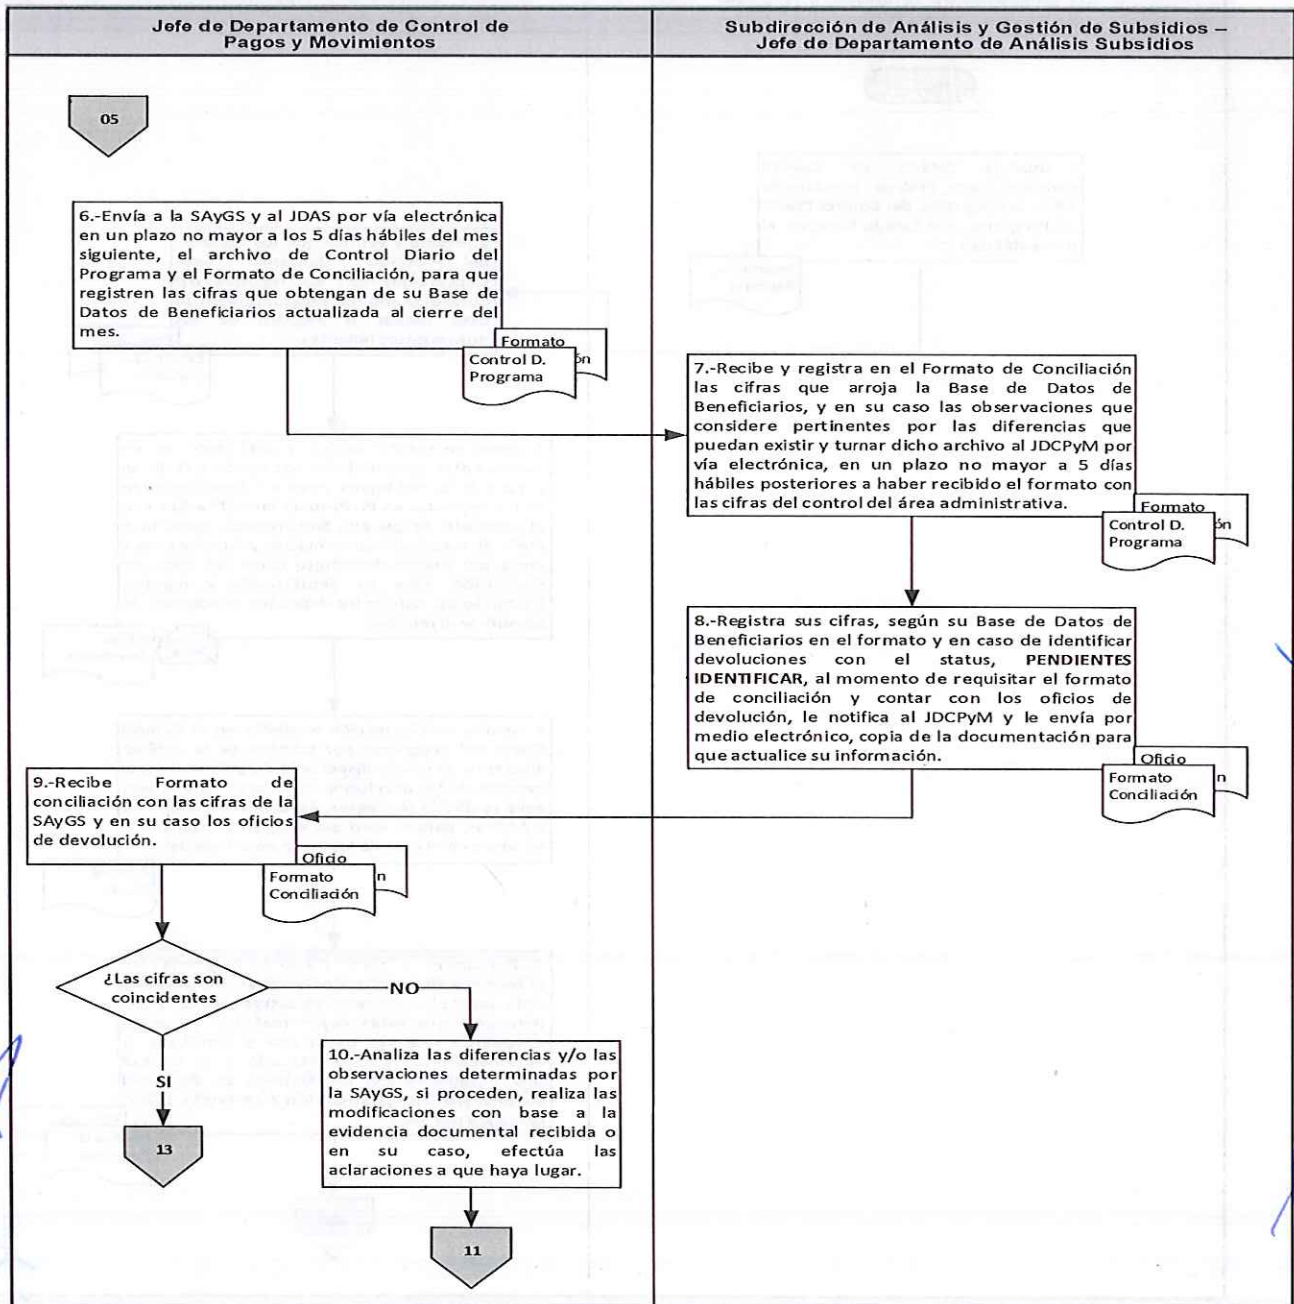 Jefe de Departamento de Control de
Pagos y Movimientos
Subdirección de Análisis y Gestión de Subsidios –
Jefe de Departamento de Análisis Subsidios
05
6.-Envía a la SAyGS y al JDAS por vía electrónica
en un plazo no mayor a los 5 días hábiles del mes
siguiente, el archivo de Control Diario del
Programa y el Formato de Conciliación, para que
registren las cifras que obtengan de su Base de
Datos de Beneficiarios actualizada al cierre del
mes.
Formato
ón
Control D.
Programa
7.-Recibe y registra en el Formato de Conciliación
las cifras que arroja la Base de Datos de
Beneficiarios, y en su caso las observaciones que
considere pertinentes por las diferencias que
puedan existir y turnar dicho archivo al JDCPyM por
vía electrónica, en un plazo no mayor a 5 días
hábiles posteriores a haber recibido el formato con
las cifras del control del área administrativa.
Formato
ón
Control D.
Programa
8.-Registra sus cifras, según su Base de Datos de
Beneficiarios en el formato y en caso de identificar
devoluciones con el status, PENDIENTES
IDENTIFICAR, al momento de requisitar el formato
de conciliación y contar con los oficios de
devolución, le notifica al JDCPyM y le envía por
medio electrónico, copia de la documentación para
que actualice su información.
Oficio
n
Formato
Conciliación
9.-Recibe Formato de
conciliación con las cifras de la
SAyGS y en su caso los oficios
de devolución.
Oficio
n
Formato
Conciliación
¿Las cifras son
coincidentes
NO
SI
10.-Analiza las diferencias y/o las
observaciones determinadas por
la SAyGS, si proceden, realiza las
modificaciones con base a la
evidencia documental recibida o
en su caso, efectúa las
aclaraciones a que haya lugar.
13
11